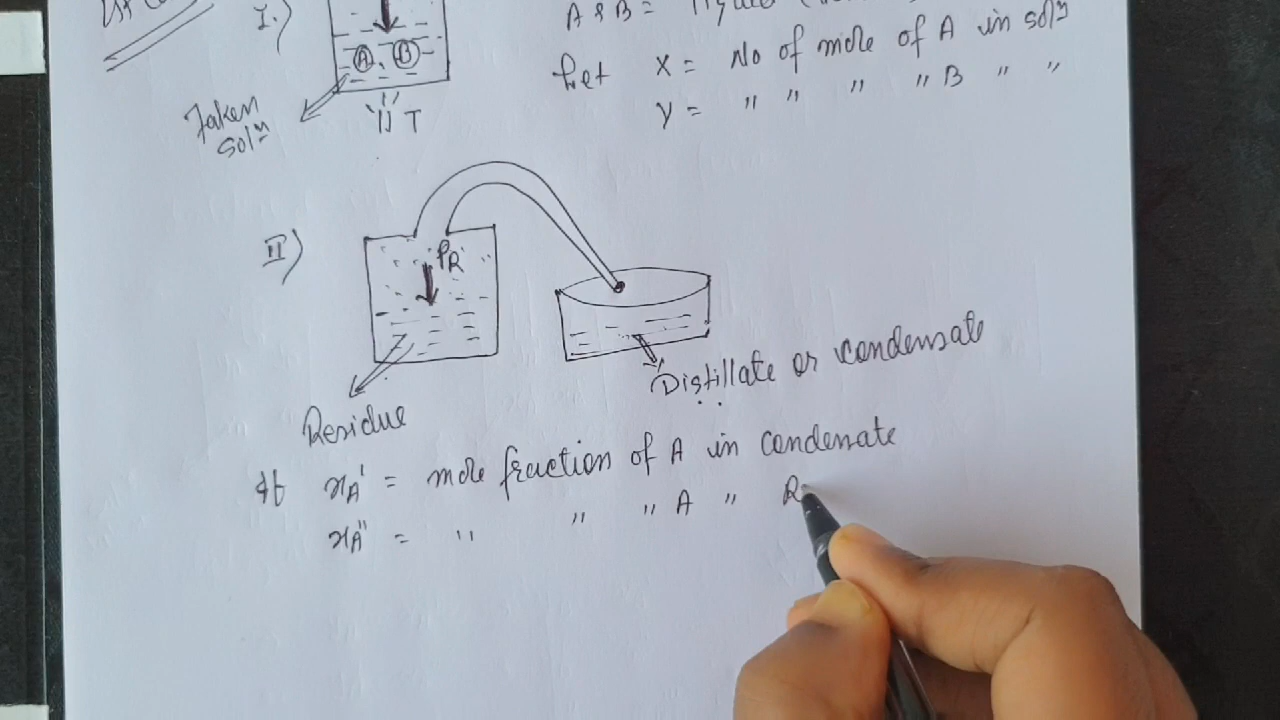 I.)
A & B =
Let X = No of mole of A in solⁿ
Y = " " " " B " "
A B
T
Taken
solⁿ
II)
PR
Distillate or condensate
Residue
If xA' = mole fraction of A in condensate
xA" = " " " A " R